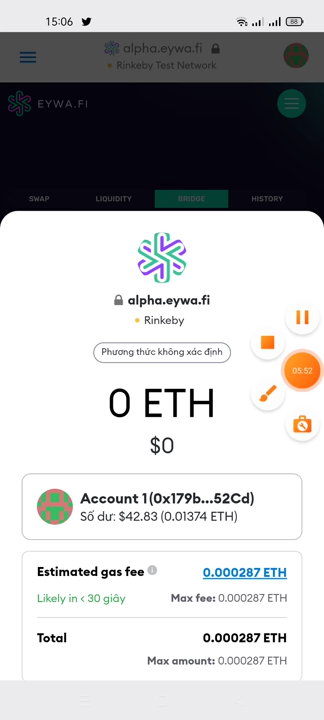 15:06
88
alpha.eywa.fi
Rinkeby Test Network
EYWA.FI
SWAP LIQUIDITY BRIDGE HISTORY
alpha.eywa.fi
Rinkeby
Phương thức không xác định
0 ETH
$0
05:52
Account 1 (0x179b...52Cd)
Số dư: $42.83 (0.01374 ETH)
Estimated gas fee 0.000287 ETH
Likely in < 30 giây Max fee: 0.000287 ETH
Total 0.000287 ETH
Max amount: 0.000287 ETH